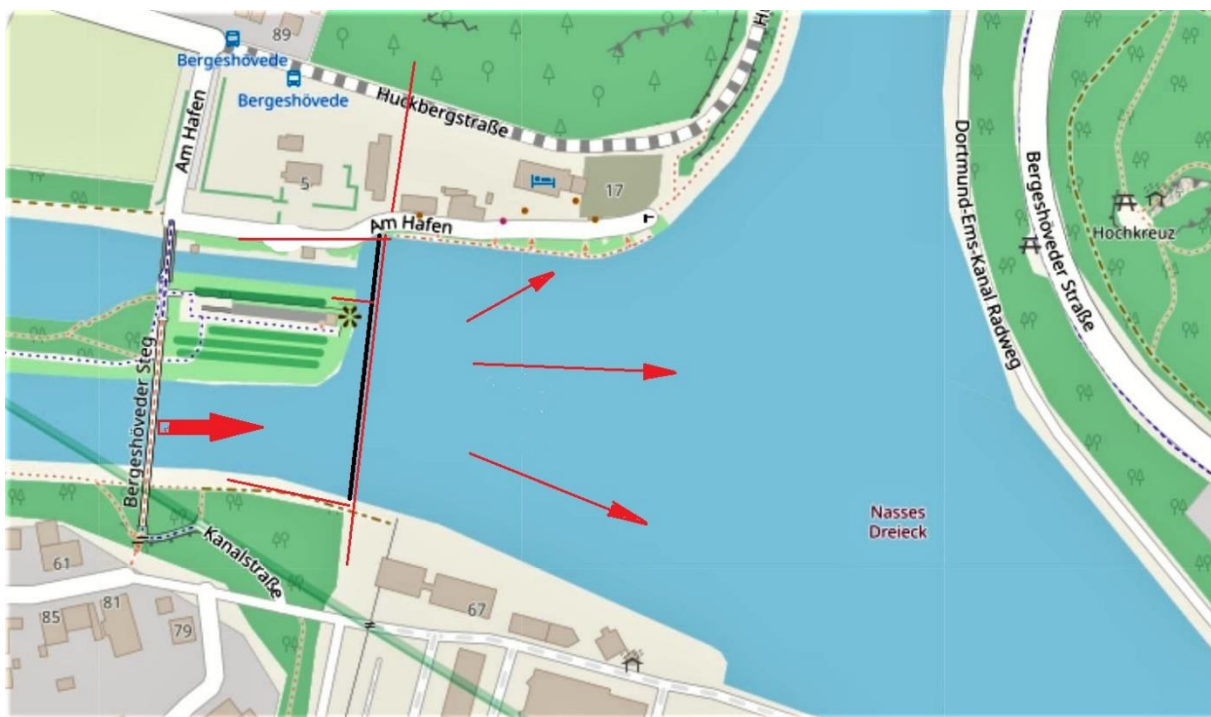 89
Bergeshövede
Bergeshövede
Huckbergstraße
Am Hafen
5
17
Am Hafen
Dortmund-Ems-Kanal Radweg
Bergeshöveder Straße
Hochkreuz
Bergeshöveder Steg
Nasses
Dreieck
Kanalstraße
61
81
85
79
67